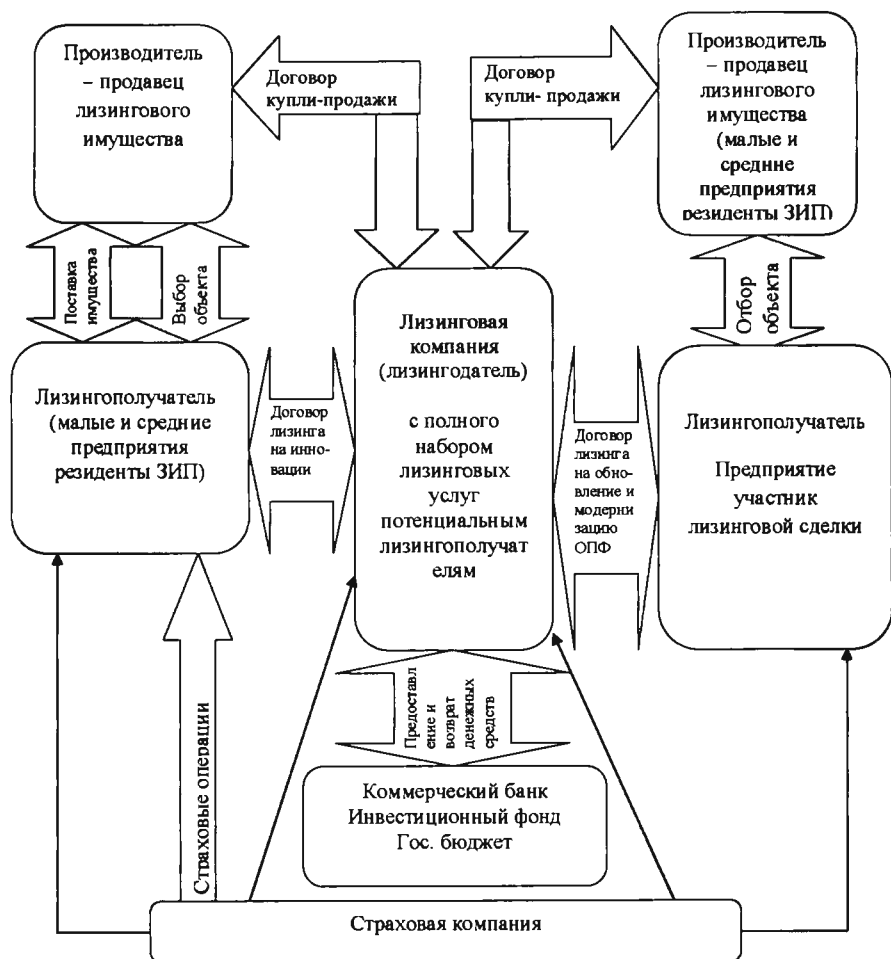 Производитель
– продавец
лизингового
имущества
Договор
купли-продажи
Договор
купли- продажи
Производитель
– продавец
лизингового
имущества
(малые и
средние
предприятия
резиденты ЗИП)
Поставка
имущества
Выбор
объекта
Отбор
объекта
Лизингополучатель
(малые и средние
предприятия
резиденты ЗИП)
Договор
лизинга
на инно-
вации
Лизинговая
компания
(лизингодатель)
с полного
набором
лизинговых
услуг
потенциальным
лизингополучат
елям
Договор
лизинга
на обно-
вление и
модерни
зацию
ОПФ
Лизингополучатель
Предприятие
участник
лизинговой сделки
Страховые операции
Предоставл
ение и
возврат
денежных
средств
Коммерческий банк
Инвестиционный фонд
Гос. бюджет
Страховая компания